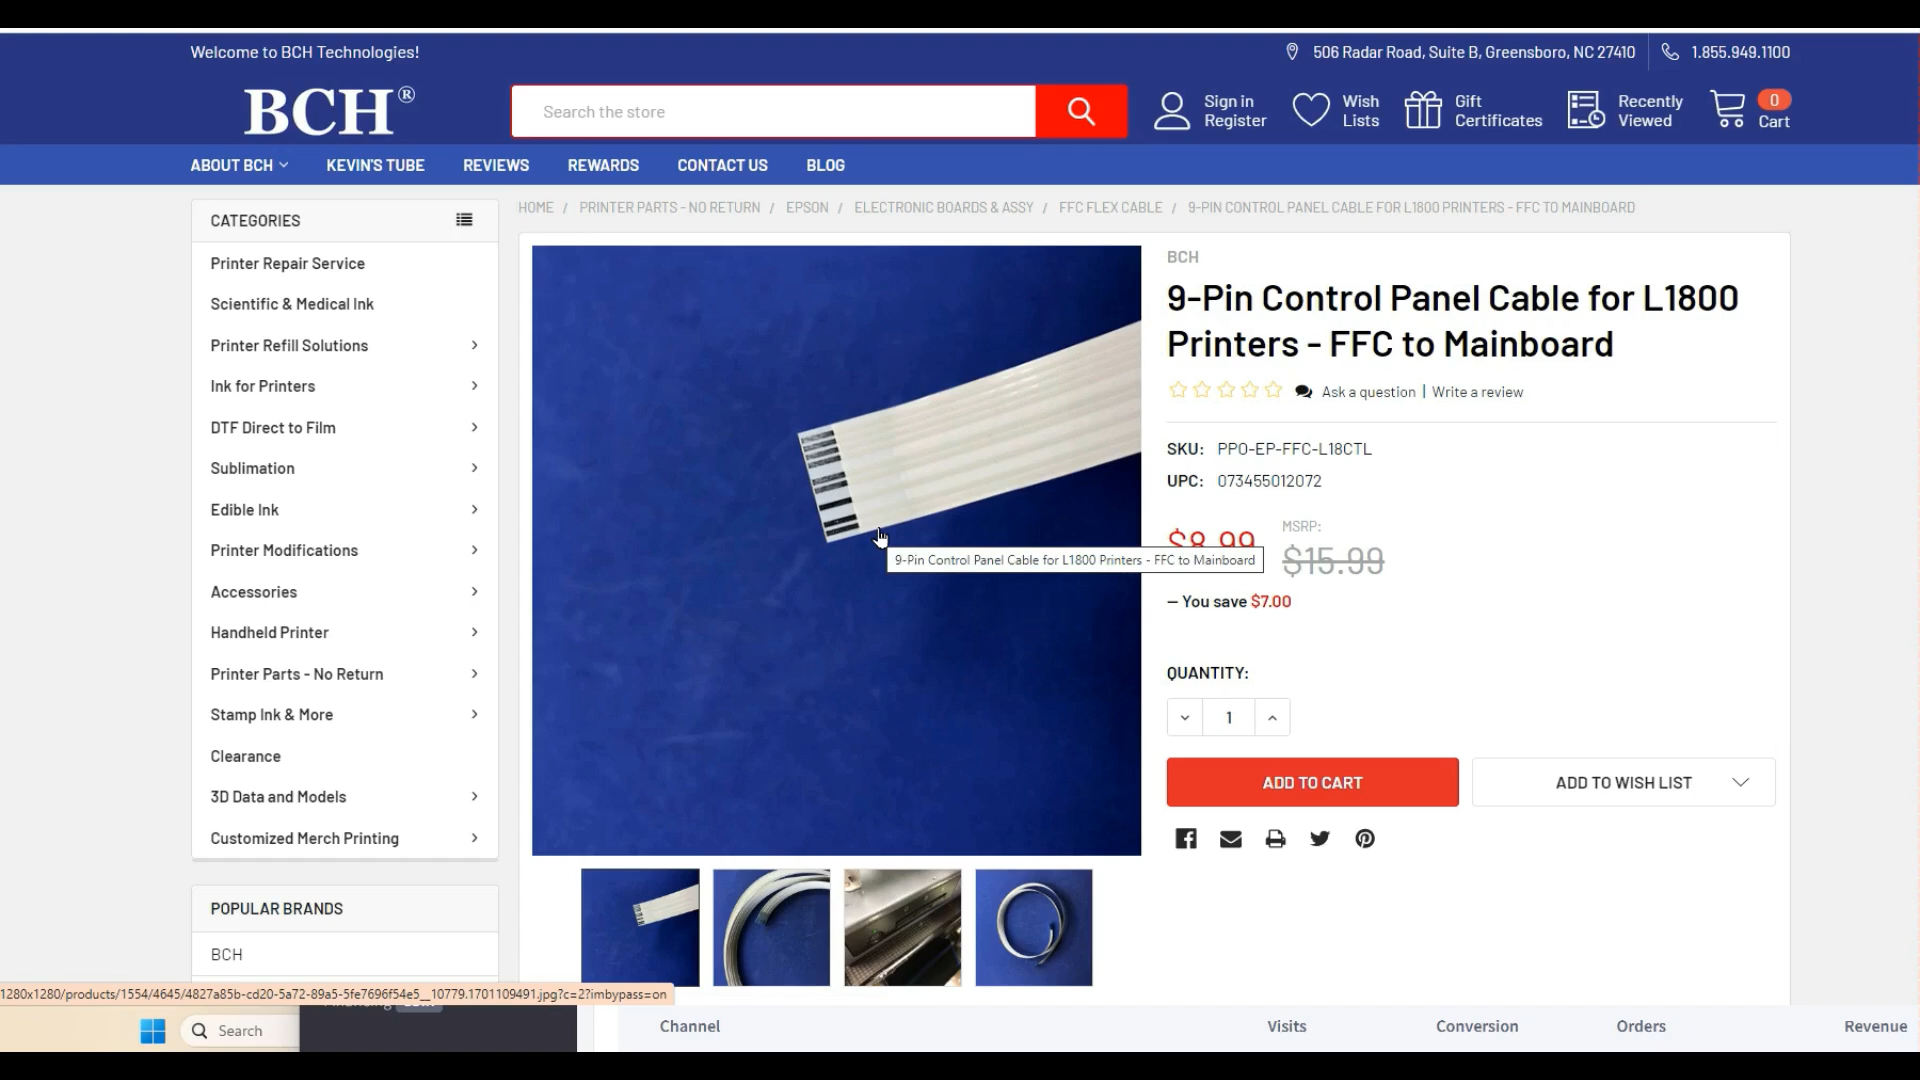 Welcome to BCH Technologies!
506 Radar Road, Suite B, Greensboro, NC 27410
1.855.949.1100
BCH®
Search the store
Sign in
Register
Wish
Lists
Gift
Certificates
Recently
Viewed
0
Cart
ABOUT BCH
KEVIN'S TUBE
REVIEWS
REWARDS
CONTACT US
BLOG
CATEGORIES
Printer Repair Service
Scientific & Medical Ink
Printer Refill Solutions
Ink for Printers
DTF Direct to Film
Sublimation
Edible Ink
Printer Modifications
Accessories
Handheld Printer
Printer Parts - No Return
Stamp Ink & More
Clearance
3D Data and Models
Customized Merch Printing
POPULAR BRANDS
BCH
HOME / PRINTER PARTS - NO RETURN / EPSON / ELECTRONIC BOARDS & ASSY / FFC FLEX CABLE / 9-PIN CONTROL PANEL CABLE FOR L1800 PRINTERS - FFC TO MAINBOARD
BCH
9-Pin Control Panel Cable for L1800
Printers - FFC to Mainboard
Ask a question | Write a review
SKU: PPO-EP-FFC-L18CTL
UPC: 073455012072
MSRP:
$8.99
$15.99
9-Pin Control Panel Cable for L1800 Printers - FFC to Mainboard
— You save $7.00
QUANTITY:
1
ADD TO CART
ADD TO WISH LIST
1280x1280/products/1554/4645/4827a85b-cd20-5a72-89a5-5fe7696f54e5__10779.1701109491.jpg?c=2?imbypass=on
Search
Channel
Visits
Conversion
Orders
Revenue